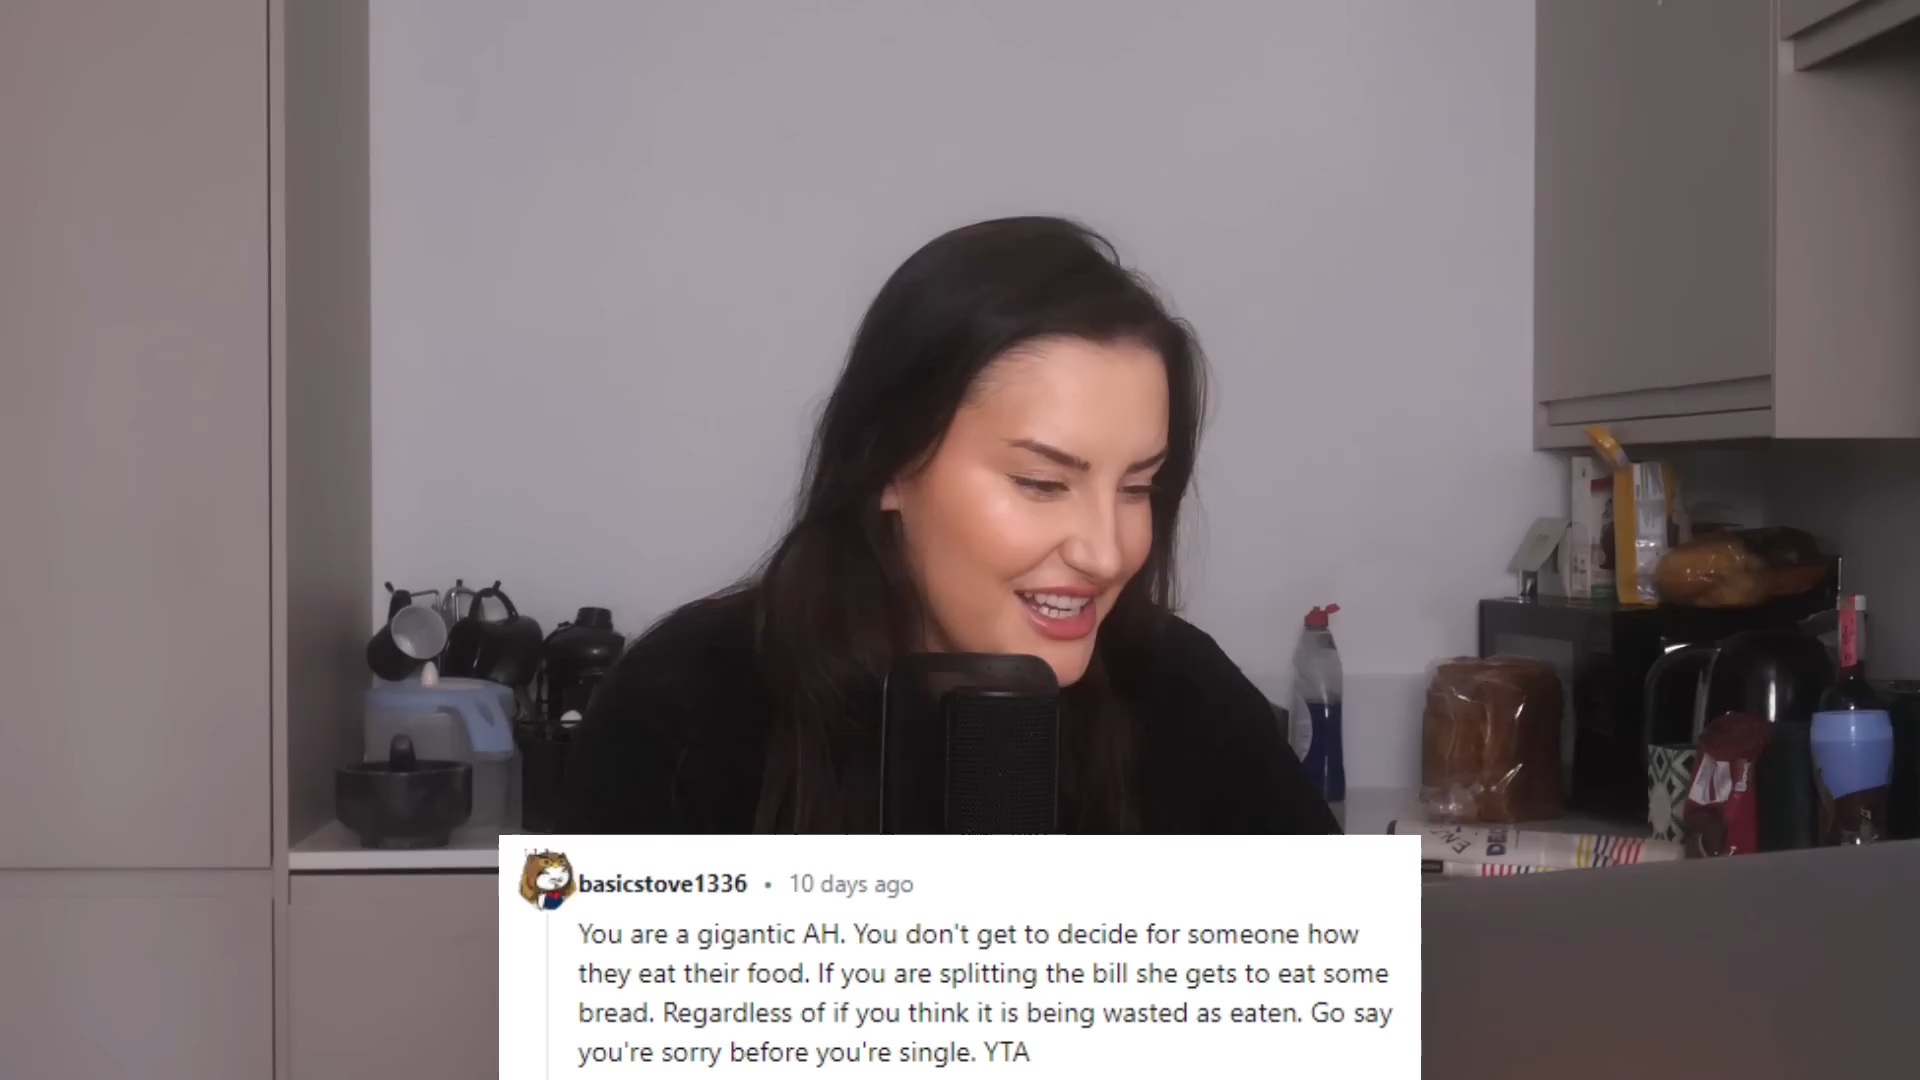 basicstove1336 • 10 days ago
You are a gigantic AH. You don't get to decide for someone how
they eat their food. If you are splitting the bill she gets to eat some
bread. Regardless of if you think it is being wasted as eaten. Go say
you're sorry before you're single. YTA